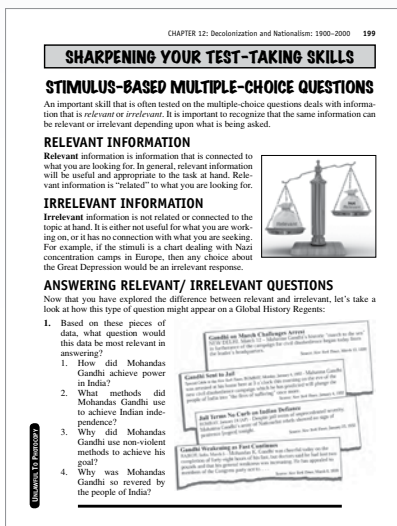 CHAPTER 12: Decolonization and Nationalism: 1900–2000 199
SHARPENING YOUR TEST-TAKING SKILLS
STIMULUS-BASED MULTIPLE-CHOICE QUESTIONS
An important skill that is often tested on the multiple-choice questions deals with informa-
tion that is relevant or irrelevant. It is important to recognize that the same information can
be relevant or irrelevant depending upon what is being asked.
RELEVANT INFORMATION
Relevant information is information that is connected to
what you are looking for. In general, relevant information
will be useful and appropriate to the task at hand. Rele-
vant information is “related” to what you are looking for.
IRRELEVANT INFORMATION
Irrelevant information is not related or connected to the
topic at hand. It is either not useful for what you are work-
ing on, or it has no connection with what you are seeking.
For example, if the stimuli is a chart dealing with Nazi
concentration camps in Europe, then any choice about
the Great Depression would be an irrelevant response.
ANSWERING RELEVANT/ IRRELEVANT QUESTIONS
Now that you have explored the difference between relevant and irrelevant, let’s take a
look at how this type of question might appear on a Global History Regents:
1. Based on these pieces of
data, what question would
this data be most relevant in
answering?
1. How did Mohandas
Gandhi achieve power
in India?
2. What methods did
Mohandas Gandhi use
to achieve Indian inde-
pendence?
3. Why did Mohandas
Gandhi use non-violent
methods to achieve his
goal?
4. Why was Mohandas
Gandhi so revered by
the people of India?
Gandhi on March Challenges Arrest
Gandhi Sent to Jail
Jail Terms No Curb on Indian Defiance
Gandhi Weakening as Fast Continues
UNLAWFUL TO PHOTOCOPY